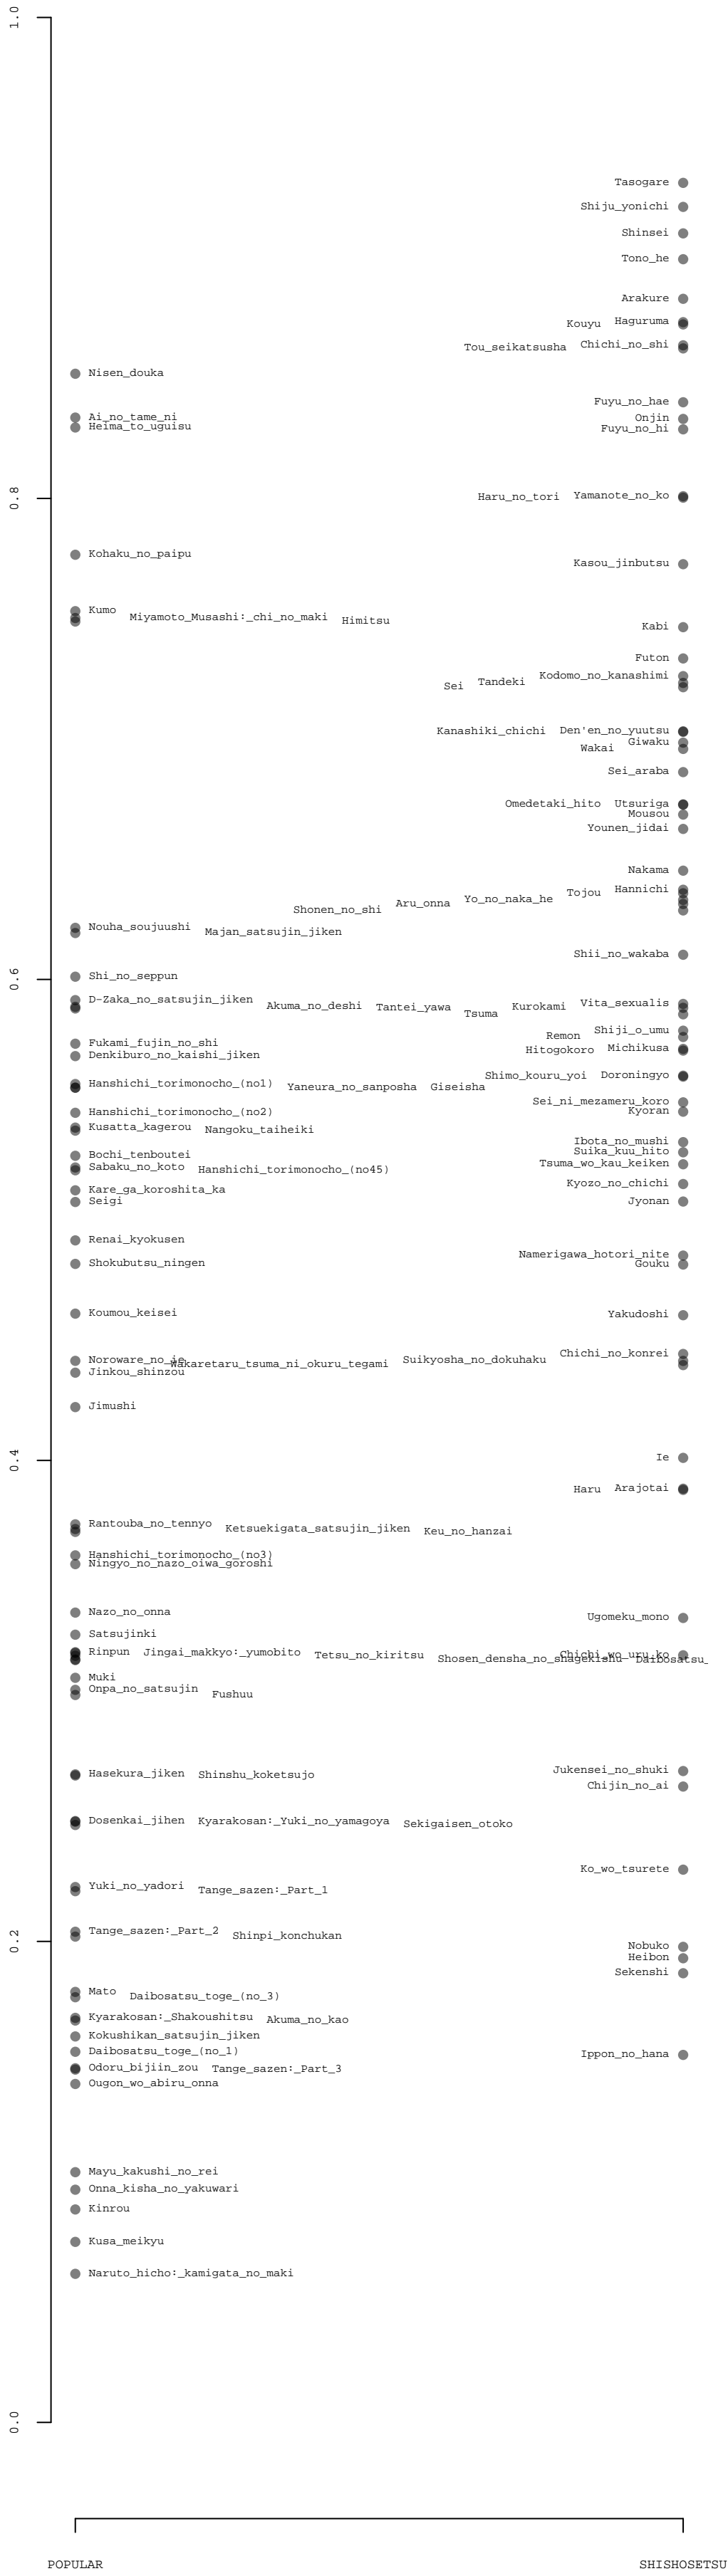 1.0
Tasogare
Shiju_yonichi
Shinsei
Tono_he
Arakure
Kouyu Haguruma
Tou_seikatsusha Chichi_no_shi
Nisen_douka
Fuyu_no_hae
Ai_no_tame_ni Onjin
Heima_to_uguisu Fuyu_no_hi
0.8
Haru_no_tori Yamanote_no_ko
Kohaku_no_paipu
Kasou_jinbutsu
Kumo Miyamoto_Musashi:_chi_no_maki Himitsu
Kabi
Futon
Sei Tandeki Kodomo_no_kanashimi
Kanashiki_chichi Den'en_no_yuutsu
Wakai Giwaku
Sei_araba
Omedetaki_hito Utsuriga
Mousou
Younen_jidai
Nakama
Shonen_no_shi Aru_onna Yo_no_naka_he Tojou Hannichi
Nouha_soujuushi Majan_satsujin_jiken
Shii_no_wakaba
0.6
Shi_no_seppun
D-Zaka_no_satsujin_jiken Akuma_no_deshi Tantei_yawa Tsuma Kurokami Vita_sexualis
Remon Shiji_o_umu
Fukami_fujin_no_shi
Hitogokoro Michikusa
Denkiburo_no_kaishi_jiken
Shimo_kouru_yoi Doroningyo
Hanshichi_torimonocho_(no1) Yaneura_no_sanposha Giseisha
Sei_ni_mezameru_koro
Hanshichi_torimonocho_(no2) Kyoran
Kusatta_kagerou Nangoku_taiheiki
Ibota_no_mushi
Suika_kuu_hito
Bochi_tenboutei
Tsuma_wo_kau_keiken
Sabaku_no_koto Hanshichi_torimonocho_(no45)
Kyozo_no_chichi
Kare_ga_koroshita_ka
Seigi Jyonan
Renai_kyokusen
Namerigawa_hotori_nite
Shokubutsu_ningen Gouku
Koumou_keisei Yakudoshi
Noroware_no_ie Wakaretaru_tsuma_ni_okuru_tegami Suikyosha_no_dokuhaku Chichi_no_konrei
Jinkou_shinzou
Jimushi
0.4
Ie
Haru Arajotai
Rantouba_no_tennyo Ketsuekigata_satsujin_jiken Keu_no_hanzai
Hanshichi_torimonocho_(no3)
Ningyo_no_nazo_oiwa_goroshi
Nazo_no_onna
Ugomeku_mono
Satsujinki
Rinpun Jingai_makkyo:_yumobito Tetsu_no_kiritsu Shosen_densha_no_shagekishu Daibosatsu_
Chichi_wo_uru_ko
Muki
Onpa_no_satsujin Fushuu
Jukensei_no_shuki
Hasekura_jiken Shinshu_koketsujo
Chijin_no_ai
Dosenkai_jihen Kyarakosan:_Yuki_no_yamagoya Sekigaisen_otoko
Ko_wo_tsurete
Yuki_no_yadori Tange_sazen:_Part_1
Tange_sazen:_Part_2 Shinpi_konchukan
0.2
Nobuko
Heibon
Sekenshi
Mato Daibosatsu_toge_(no_3)
Kyarakosan:_Shakoushitsu Akuma_no_kao
Kokushikan_satsujin_jiken
Daibosatsu_toge_(no_1)
Ippon_no_hana
Odoru_bijiin_zou Tange_sazen:_Part_3
Ougon_wo_abiru_onna
Mayu_kakushi_no_rei
Onna_kisha_no_yakuwari
Kinrou
Kusa_meikyu
Naruto_hicho:_kamigata_no_maki
0.0
POPULAR SHISHOSETSU